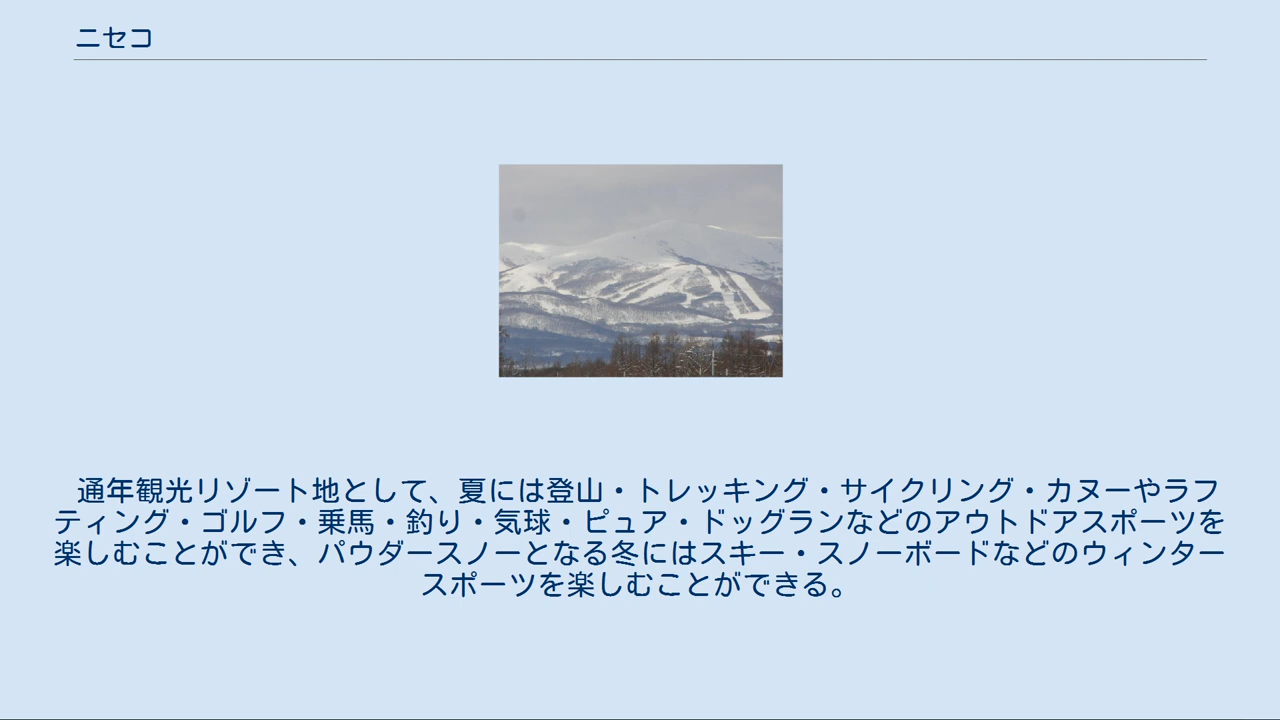 ニセコ
通年観光リゾート地として、夏には登山・トレッキング・サイクリング・カヌーやラフ
ティング・ゴルフ・乗馬・釣り・気球・ピュア・ドッグランなどのアウトドアスポーツを
楽しむことができ、パウダースノーとなる冬にはスキー・スノーボードなどのウィンター
スポーツを楽しむことができる。